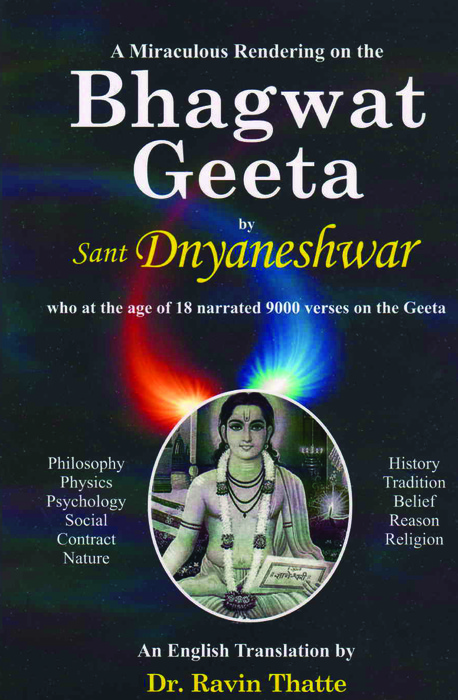 A Miraculous Rendering on the
Bhagwat
Geeta
by
Sant Dnyaneshwar
who at the age of 18 narrated 9000 verses on the Geeta
Philosophy
Physics
Psychology
Social
Contract
Nature
History
Tradition
Belief
Reason
Religion
An English Translation by
Dr. Ravin Thatte